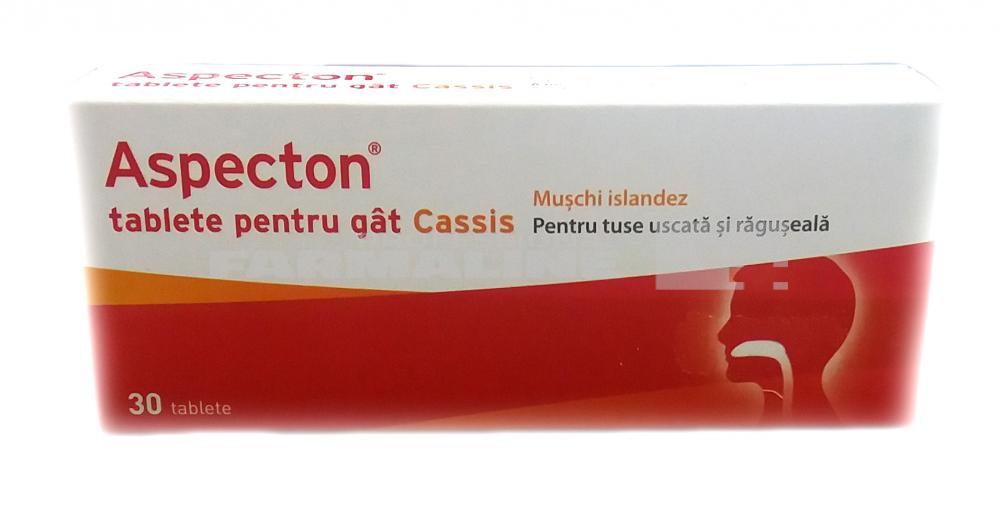 Aspecton®
tablete pentru gât Cassis
Aspecton®
tablete pentru gât Cassis
Mușchi islandez
Pentru tuse uscată și răgușeală
FARMALINE
30 tablete